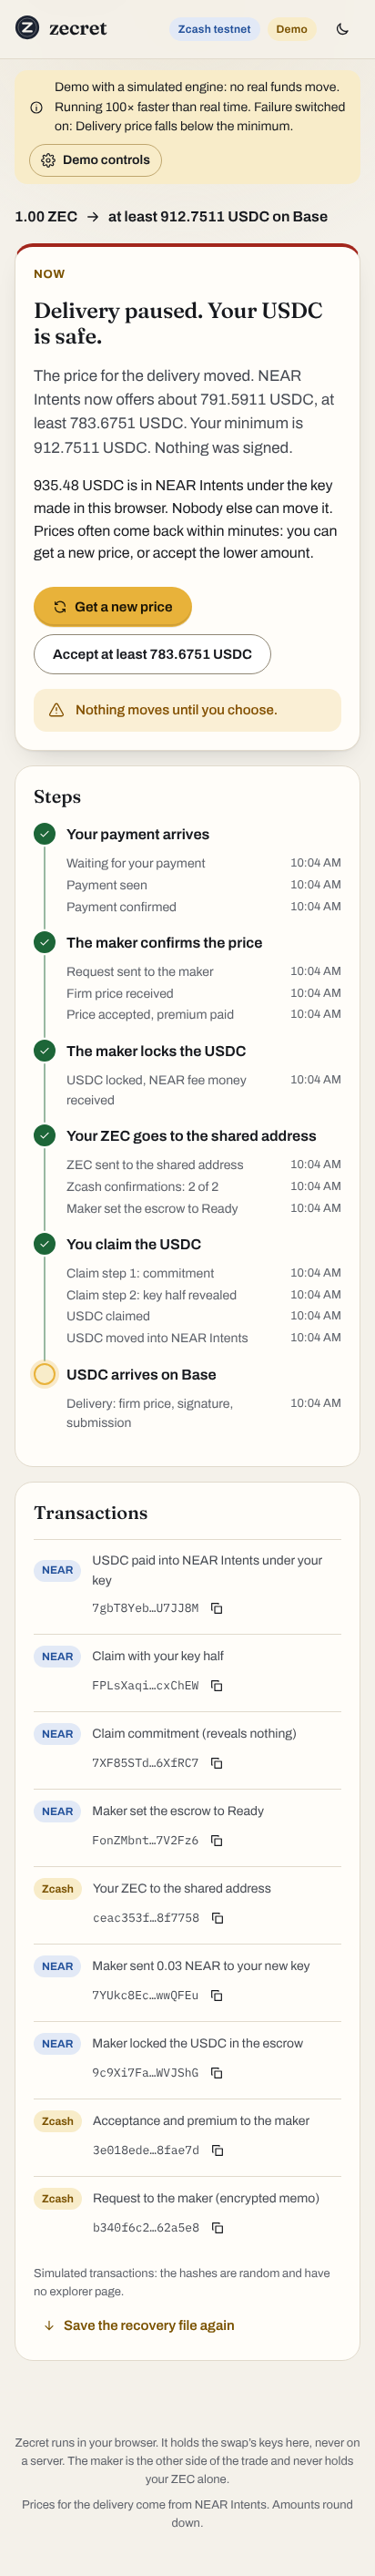 zecret
Zcash testnet
Demo
Demo with a simulated engine: no real funds move.
Running 100× faster than real time. Failure switched
on: Delivery price falls below the minimum.
Demo controls
1.00 ZEC → at least 912.7511 USDC on Base
NOW
Delivery paused. Your USDC
is safe.
The price for the delivery moved. NEAR
Intents now offers about 791.5911 USDC, at
least 783.6751 USDC. Your minimum is
912.7511 USDC. Nothing was signed.
935.48 USDC is in NEAR Intents under the key
made in this browser. Nobody else can move it.
Prices often come back within minutes: you can
get a new price, or accept the lower amount.
Get a new price
Accept at least 783.6751 USDC
Nothing moves until you choose.
Steps
Your payment arrives
Waiting for your payment 10:04 AM
Payment seen 10:04 AM
Payment confirmed 10:04 AM
The maker confirms the price
Request sent to the maker 10:04 AM
Firm price received 10:04 AM
Price accepted, premium paid 10:04 AM
The maker locks the USDC
USDC locked, NEAR fee money 10:04 AM
received
Your ZEC goes to the shared address
ZEC sent to the shared address 10:04 AM
Zcash confirmations: 2 of 2 10:04 AM
Maker set the escrow to Ready 10:04 AM
You claim the USDC
Claim step 1: commitment 10:04 AM
Claim step 2: key half revealed 10:04 AM
USDC claimed 10:04 AM
USDC moved into NEAR Intents 10:04 AM
USDC arrives on Base
Delivery: firm price, signature, 10:04 AM
submission
Transactions
NEAR USDC paid into NEAR Intents under your
key
7gbT8Yeb…U7JJ8M
NEAR Claim with your key half
FPLsXaqi…cxChEW
NEAR Claim commitment (reveals nothing)
7XF85STd…6XfRC7
NEAR Maker set the escrow to Ready
FonZMbnt…7V2Fz6
Zcash Your ZEC to the shared address
ceac353f…8f7758
NEAR Maker sent 0.03 NEAR to your new key
7YUkc8Ec…wwQFEu
NEAR Maker locked the USDC in the escrow
9c9Xi7Fa…WVJShG
Zcash Acceptance and premium to the maker
3e018ede…8fae7d
Zcash Request to the maker (encrypted memo)
b340f6c2…62a5e8
Simulated transactions: the hashes are random and have
no explorer page.
Save the recovery file again
Zecret runs in your browser. It holds the swap's keys here, never on
a server. The maker is the other side of the trade and never holds
your ZEC alone.
Prices for the delivery come from NEAR Intents. Amounts round
down.